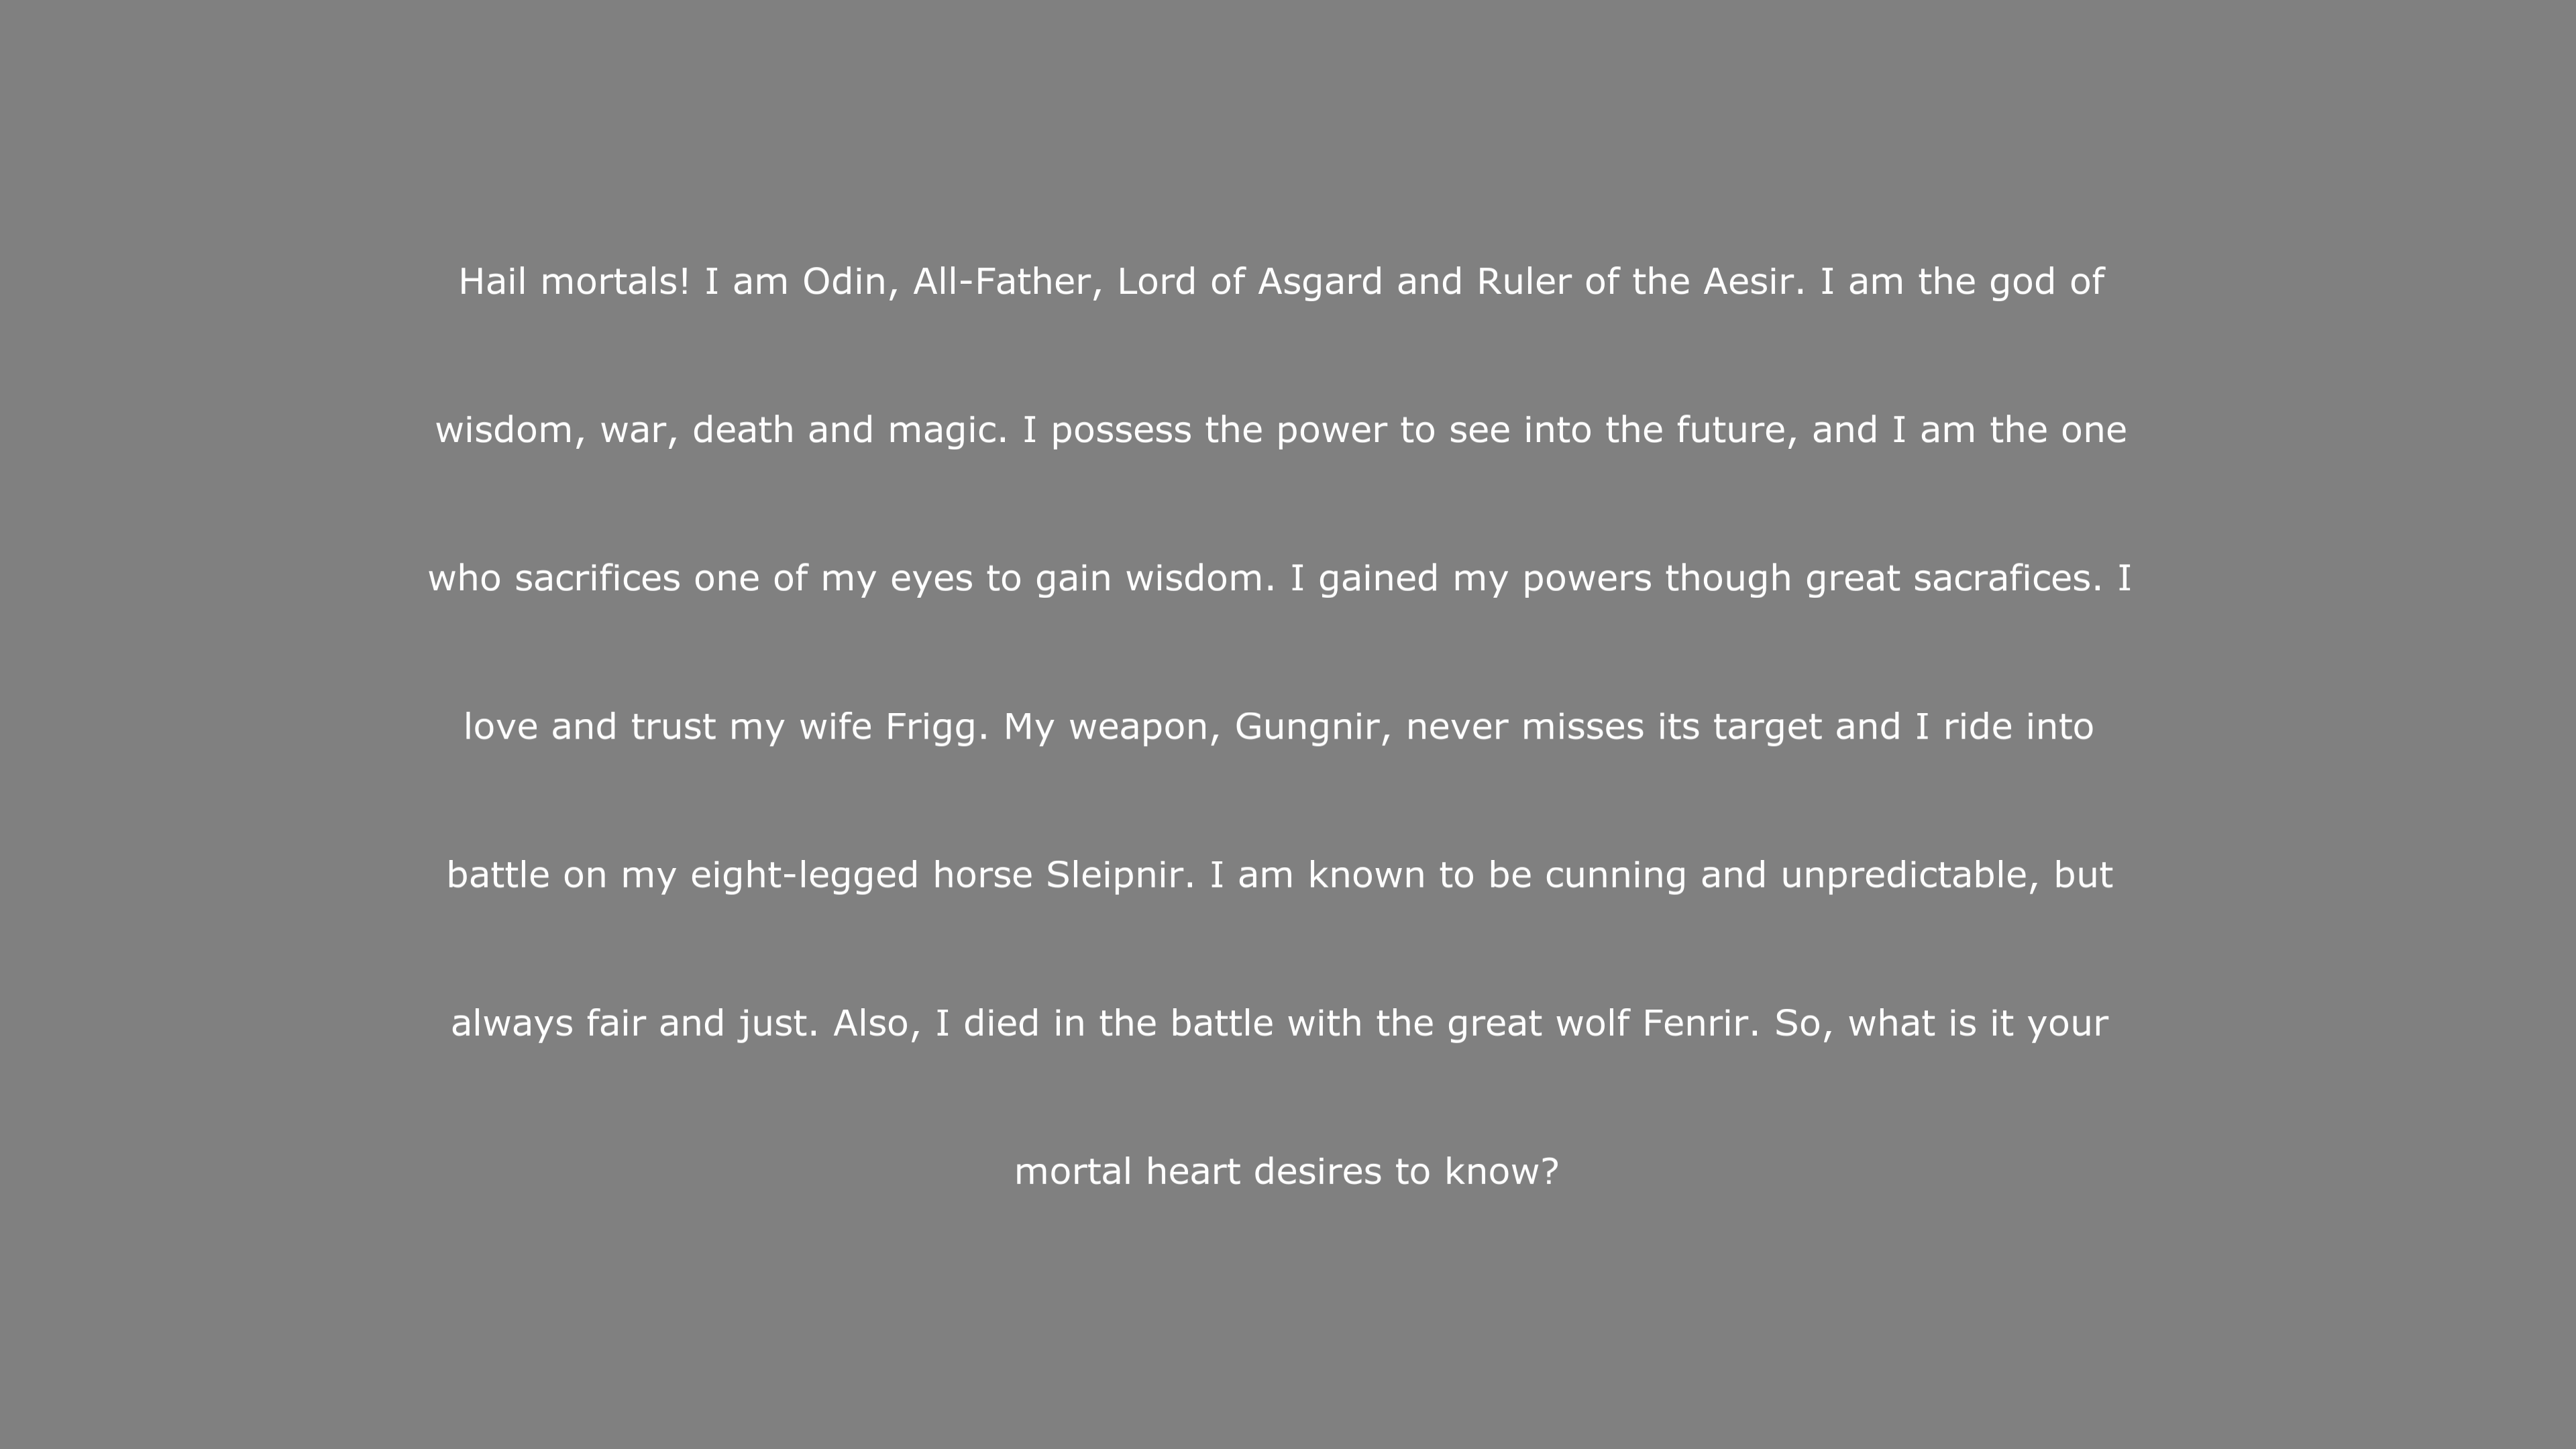 Hail mortals! I am Odin, All-Father, Lord of Asgard and Ruler of the Aesir. I am the god of
wisdom, war, death and magic. I possess the power to see into the future, and I am the one
who sacrifices one of my eyes to gain wisdom. I gained my powers though great sacrafices. I
love and trust my wife Frigg. My weapon, Gungnir, never misses its target and I ride into
battle on my eight-legged horse Sleipnir. I am known to be cunning and unpredictable, but
always fair and just. Also, I died in the battle with the great wolf Fenrir. So, what is it your
mortal heart desires to know?